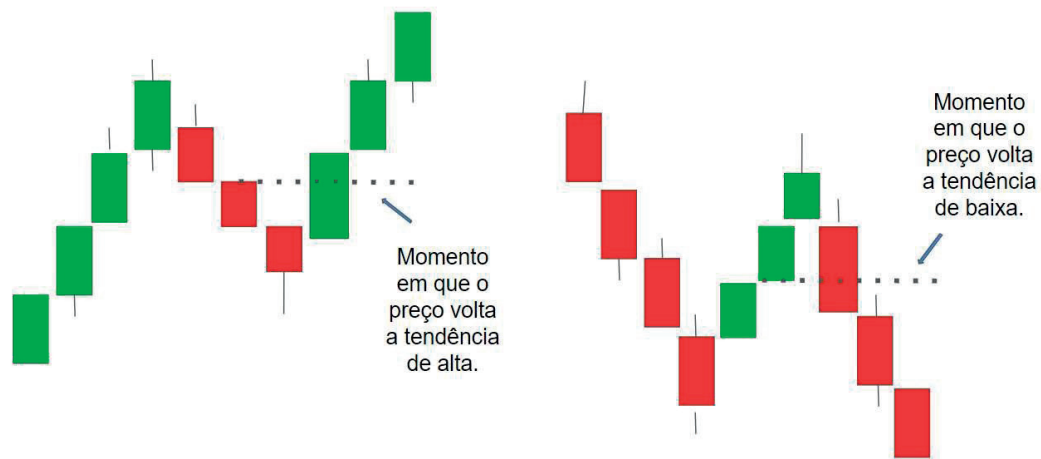 Momento
em que o
preço volta
a tendência
de alta.
Momento
em que o
preço volta
a tendência
de baixa.